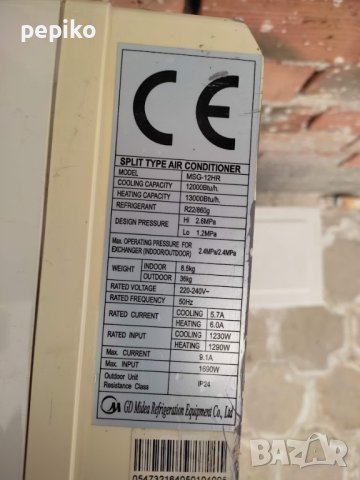 pepiko
CE
SPLIT TYPE AIR CONDITIONER
MODEL MSG-12HR
COOLING CAPACITY 12000Btu/h.
HEATING CAPACITY 13000Btu/h.
REFRIGERANT R22/860g
DESIGN PRESSURE Hi 2.6MPa
Lo 1.2MPa
Max. OPERATING PRESSURE FOR EXCHANGER (INDOOR/OUTDOOR) 2.4MPa/2.4MPa
WEIGHT INDOOR 8.5kg
OUTDOOR 36kg
RATED VOLTAGE 220-240V~
RATED FREQUENCY 50Hz
RATED CURRENT COOLING 5.7A
HEATING 6.0A
RATED INPUT COOLING 1230W
HEATING 1290W
MAX. CURRENT 9.1A
Max. INPUT 1690W
Outdoor Unit Resistance Class IP24
GD Midea Refrigeration Equipment Co., Ltd
BAZAR